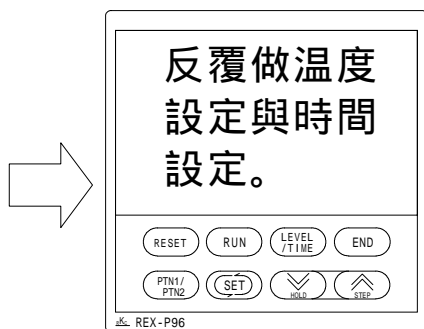 反覆做温度
設定與時間
設定。
RESET RUN LEVEL
/TIME END
PTN1/
PTN2 SET HOLD STEP
REX-P96